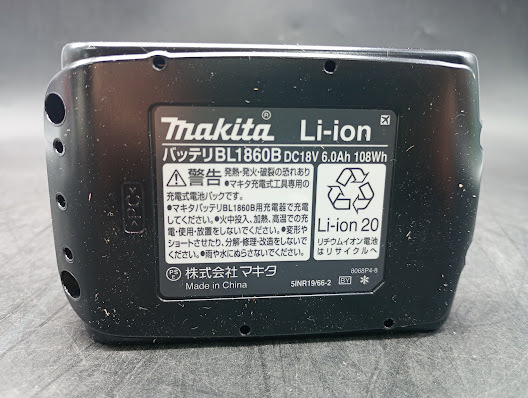 makita® Li-ion
バッテリBL1860B DC18V 6.0Ah 108Wh
警告 発熱・発火・破裂の恐れあり
●マキタ充電式工具専用の
充電式電池パックです。
●マキタバッテリBL1860B用充電器で充電
してください。●火中投入、加熱、高温での充
電・使用・放置をしないでください。●変形や
ショートさせたり、分解・修理・改造をしないで
ください。●雨や水にぬらさないでください。
Li-ion 20
リチウムイオン電池
はリサイクルへ
PS
E 株式会社マキタ
Made in China
8068P4-8
5INR19/66-2 BY